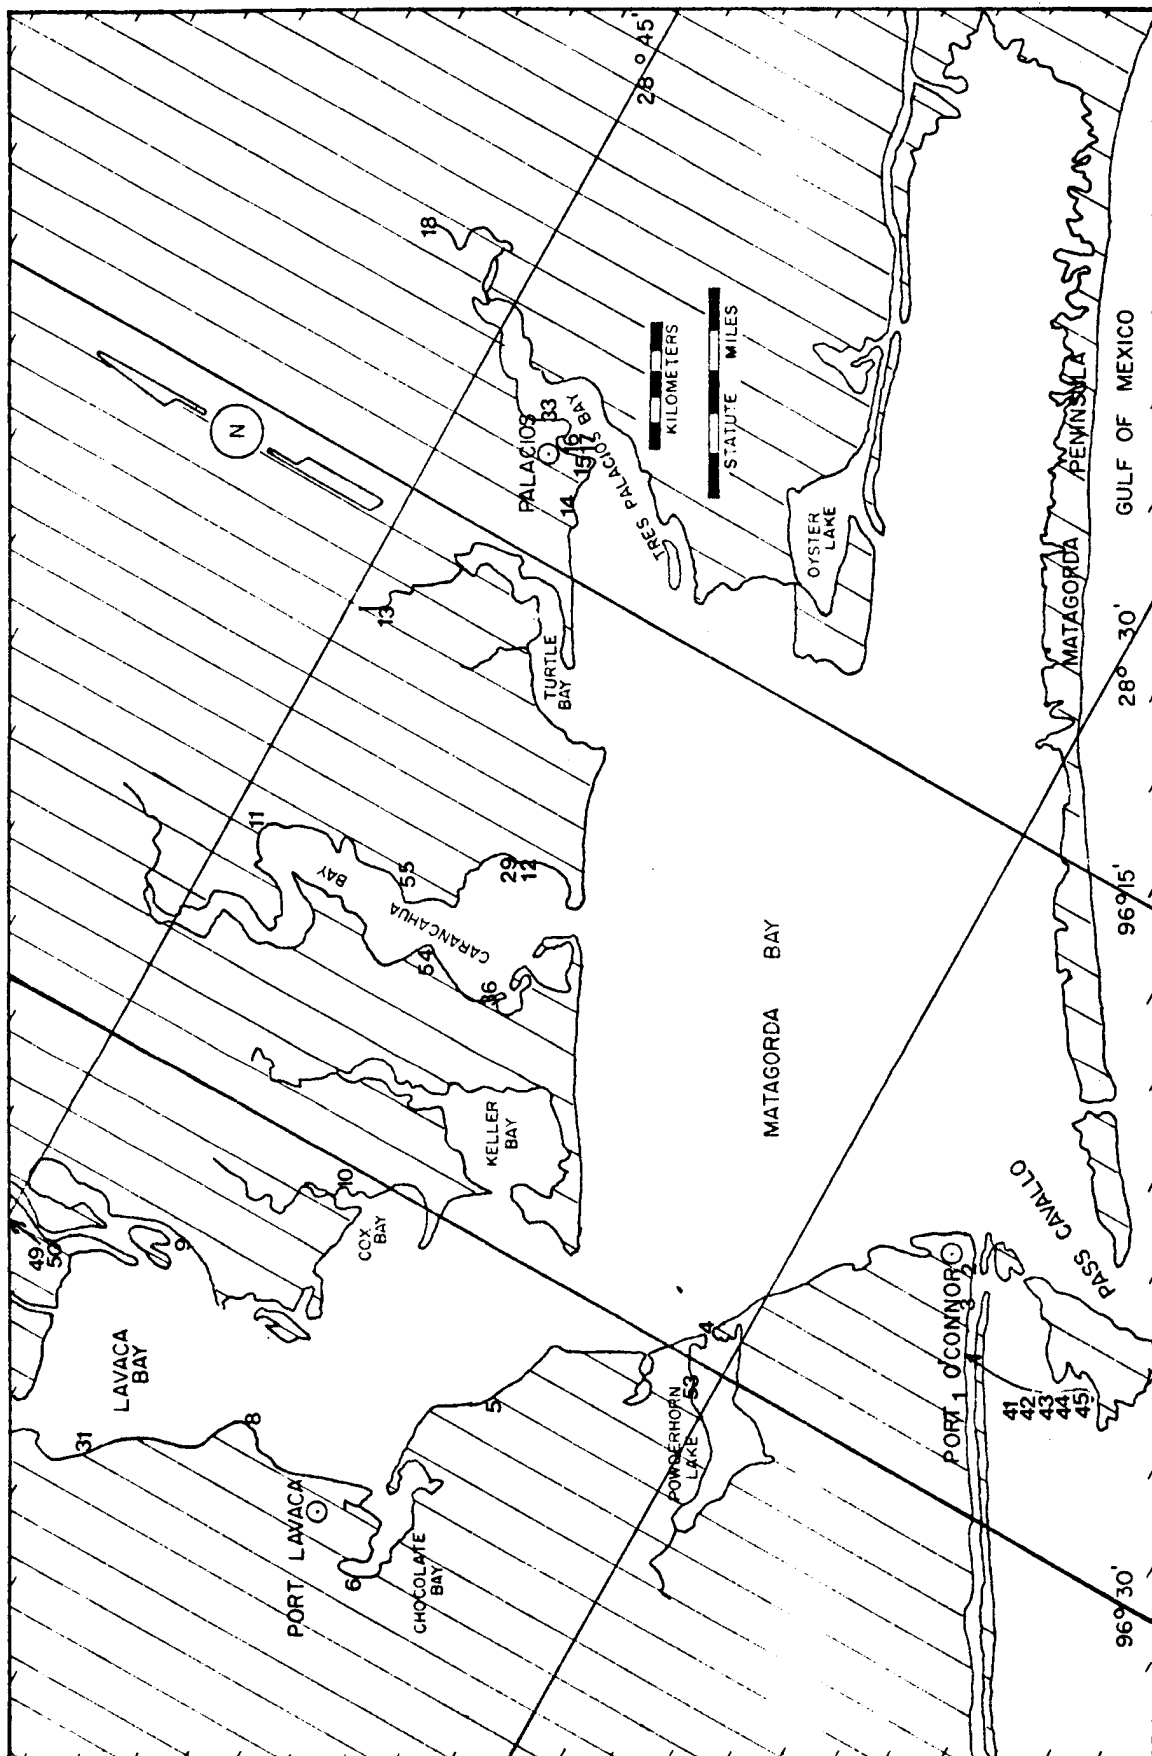 7
49
50
31
9
LAVACA
BAY
8
N
11
PORT LAVACA
10
6
COX
BAY
BAY
13
CHOCOLATE
BAY
CARANCAHUA
54
55
18
5
KELLER
BAY
36
29
12
PALACIOS
33
TURTLE
BAY
14
15
16
17
TRES PALACIOS BAY
28° 45'
KILOMETERS
STATUTE MILES
POWDERHORN
LAKE
53
4
MATAGORDA BAY
OYSTER
LAKE
PORT O'CONNOR
1
3
2
41
42
43
44
45
PASS CAVALLO
MATAGORDA PENINSULA
96° 30'
96° 15'
28° 30'
GULF OF MEXICO